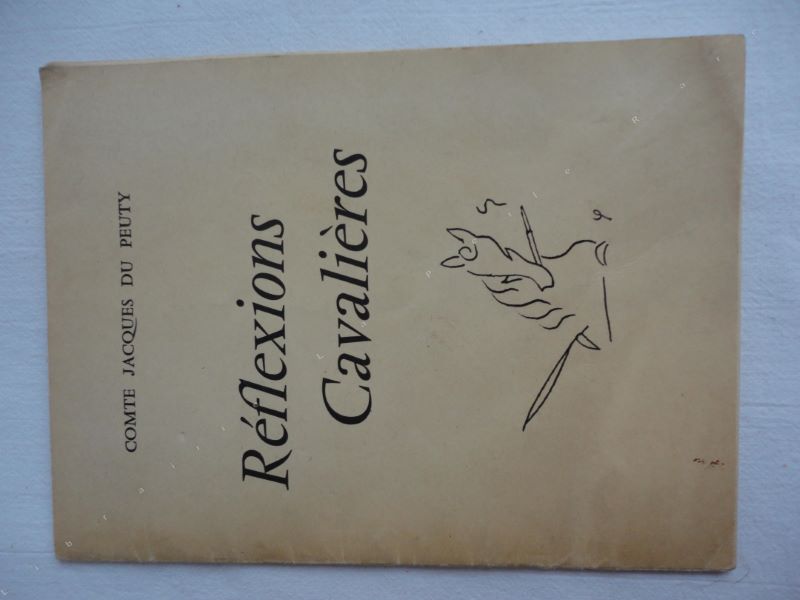 COMTE JACQUES DU PEUTY
Réflexions
Cavalières